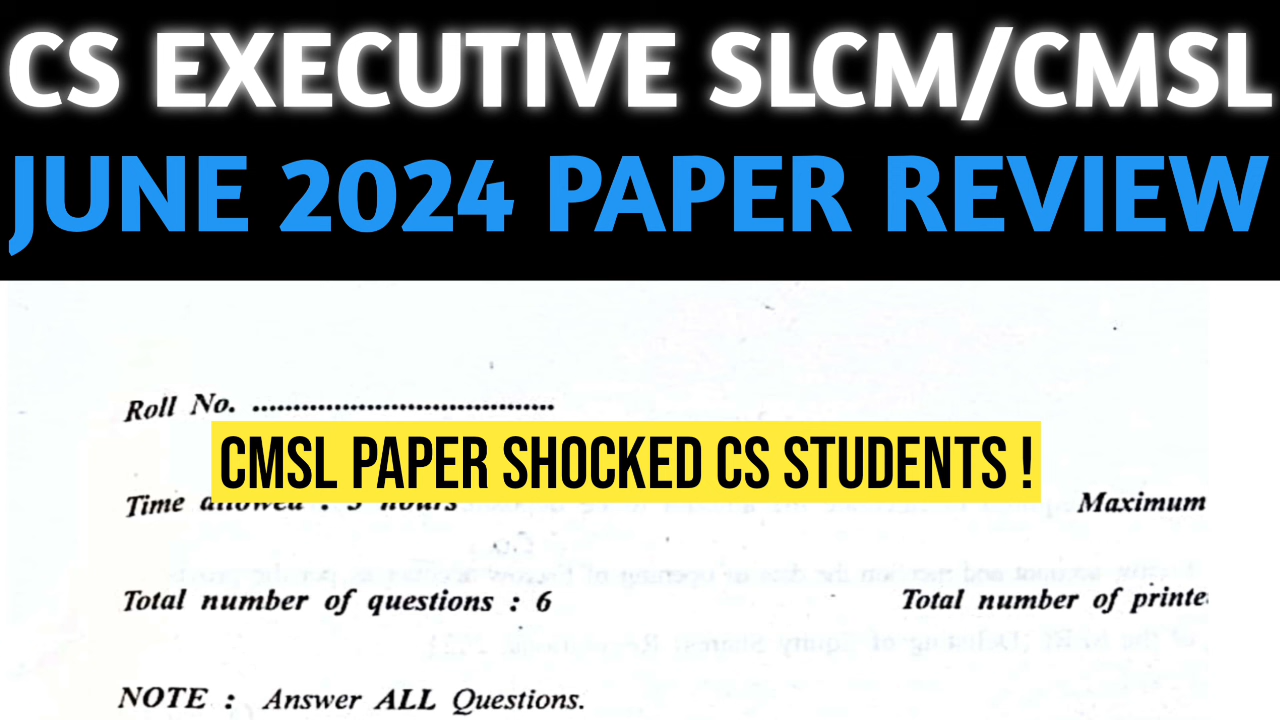 CS EXECUTIVE SLCM/CMSL
JUNE 2024 PAPER REVIEW
Roll No. ......................................
CMSL PAPER SHOCKED CS STUDENTS !
Time allowed : 3 hours
Maximum
Total number of questions : 6
Total number of printe
NOTE : Answer ALL Questions.